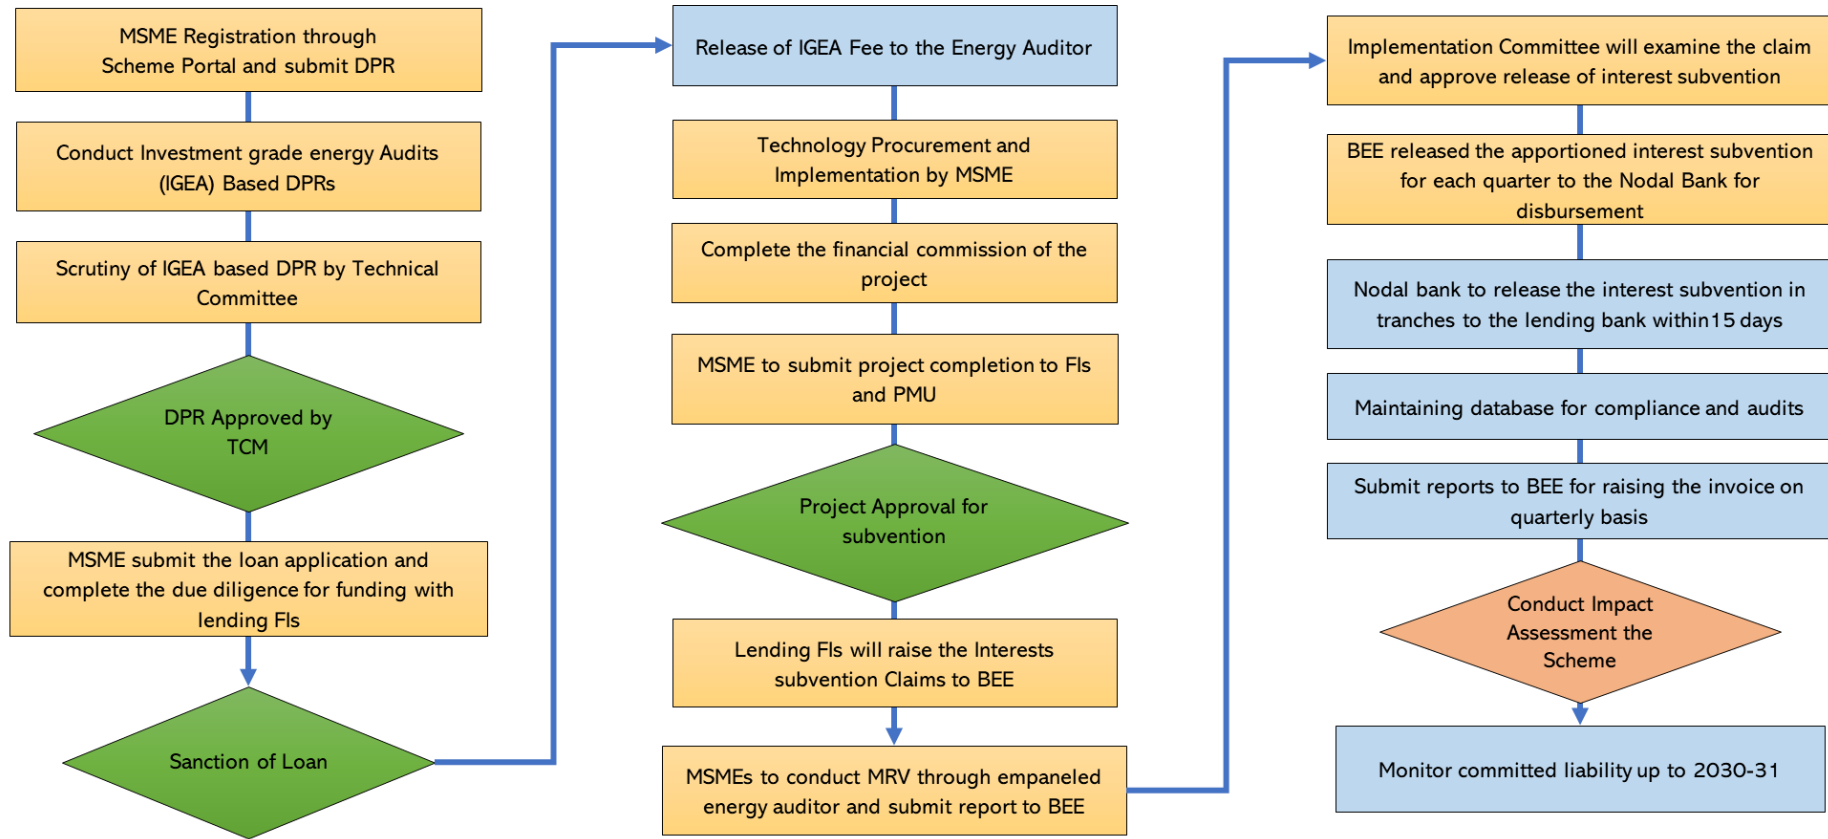 MSME Registration through
Scheme Portal and submit DPR
Conduct Investment grade energy Audits
(IGEA) Based DPRs
Scrutiny of IGEA based DPR by Technical
Committee
DPR Approved by
TCM
MSME submit the loan application and
complete the due diligence for funding with
lending FIs
Sanction of Loan
Release of IGEA Fee to the Energy Auditor
Technology Procurement and
Implementation by MSME
Complete the financial commission of the
project
MSME to submit project completion to FIs
and PMU
Project Approval for
subvention
Lending FIs will raise the Interests
subvention Claims to BEE
MSMEs to conduct MRV through empaneled
energy auditor and submit report to BEE
Implementation Committee will examine the claim
and approve release of interest subvention
BEE released the apportioned interest subvention
for each quarter to the Nodal Bank for
disbursement
Nodal bank to release the interest subvention in
tranches to the lending bank within15 days
Maintaining database for compliance and audits
Submit reports to BEE for raising the invoice on
quarterly basis
Conduct Impact
Assessment the
Scheme
Monitor committed liability up to 2030-31